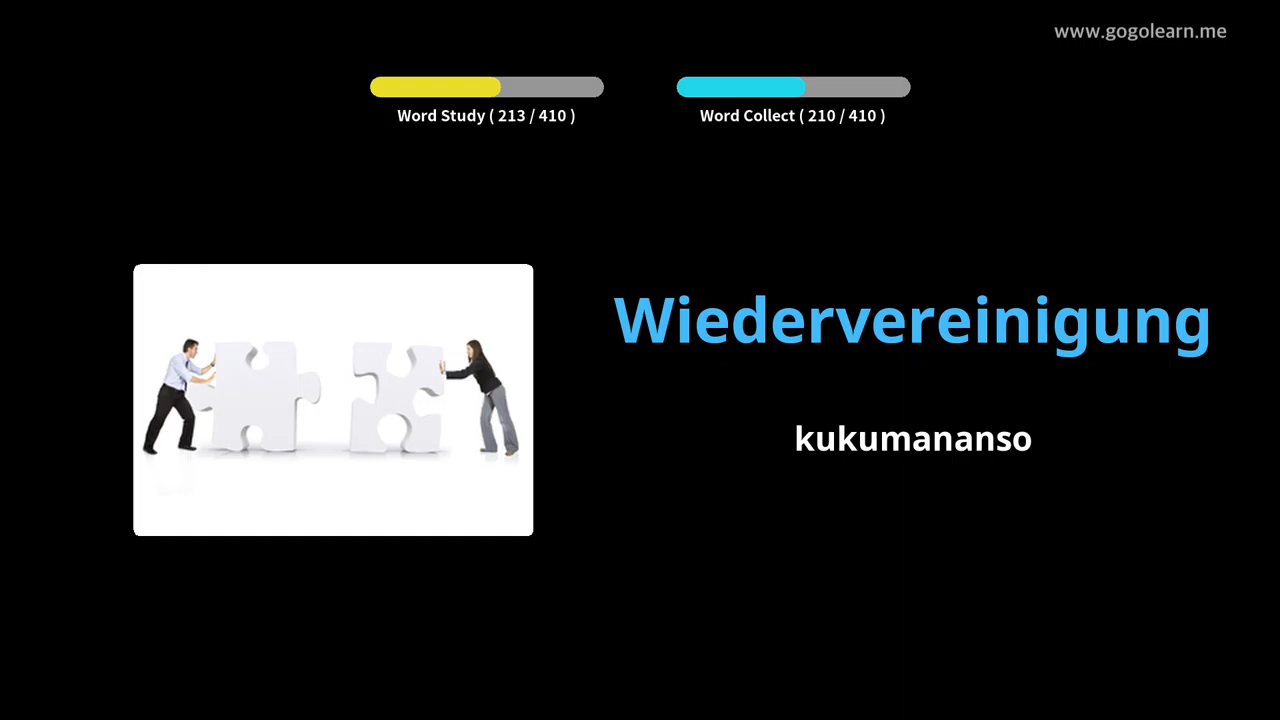 www.gogolearn.me
Word Study ( 213 / 410 )
Word Collect ( 210 / 410 )
Wiedervereinigung
kukumananso